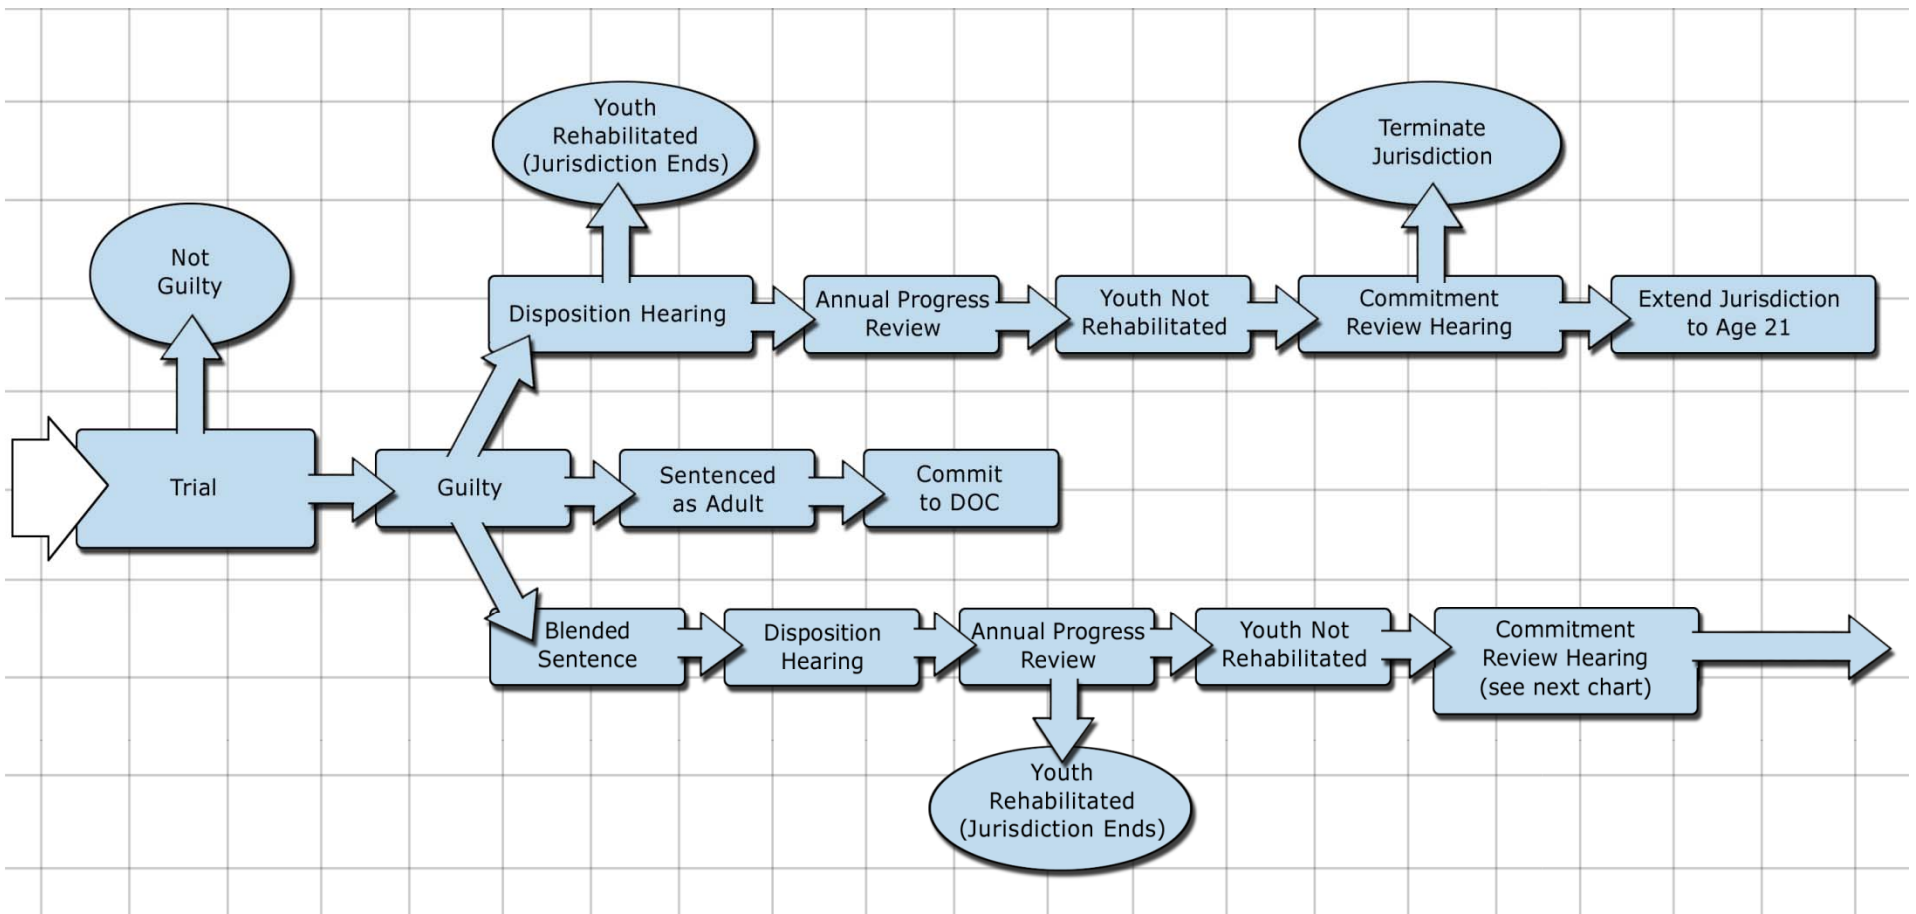 Youth
Rehabilitated
(Jurisdiction Ends)
Terminate
Jurisdiction
Not
Guilty
Disposition Hearing
Annual Progress
Review
Youth Not
Rehabilitated
Commitment
Review Hearing
Extend Jurisdiction
to Age 21
Trial
Guilty
Sentenced
as Adult
Commit
to DOC
Blended
Sentence
Disposition
Hearing
Annual Progress
Review
Youth Not
Rehabilitated
Commitment
Review Hearing
(see next chart)
Youth
Rehabilitated
(Jurisdiction Ends)